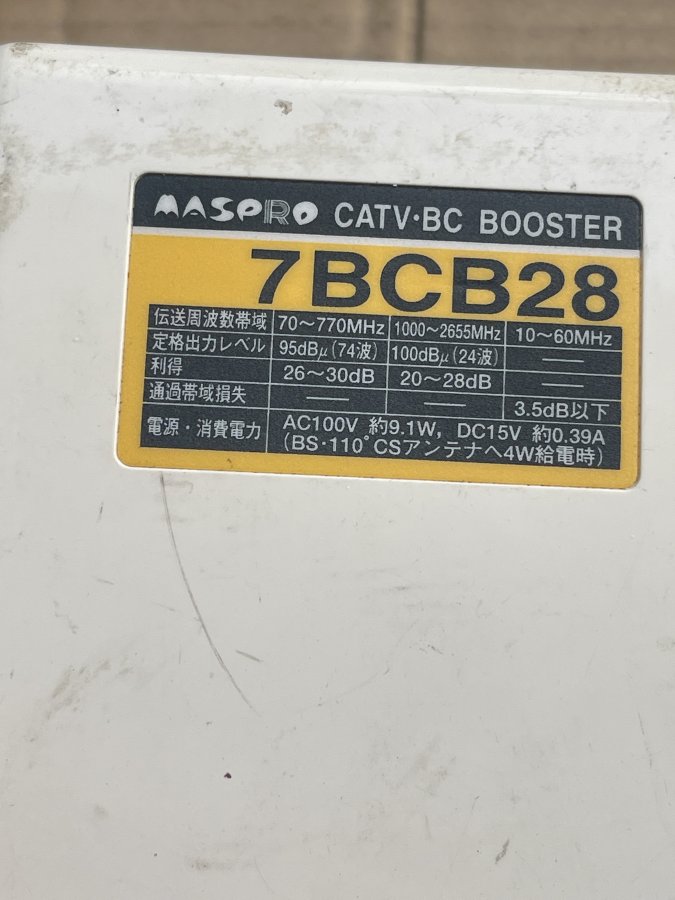 MASPRO CATV・BC BOOSTER
7BCB28
伝送周波数帯域 70～770MHz 1000～2655MHz 10～60MHz
定格出力レベル 95dBμ(74波) 100dBμ(24波) —
利得 26～30dB 20～28dB —
通過帯域損失 — — 3.5dB以下
電源・消費電力 AC100V 約9.1W, DC15V 約0.39A
(BS・110°CSアンテナへ4W給電時)